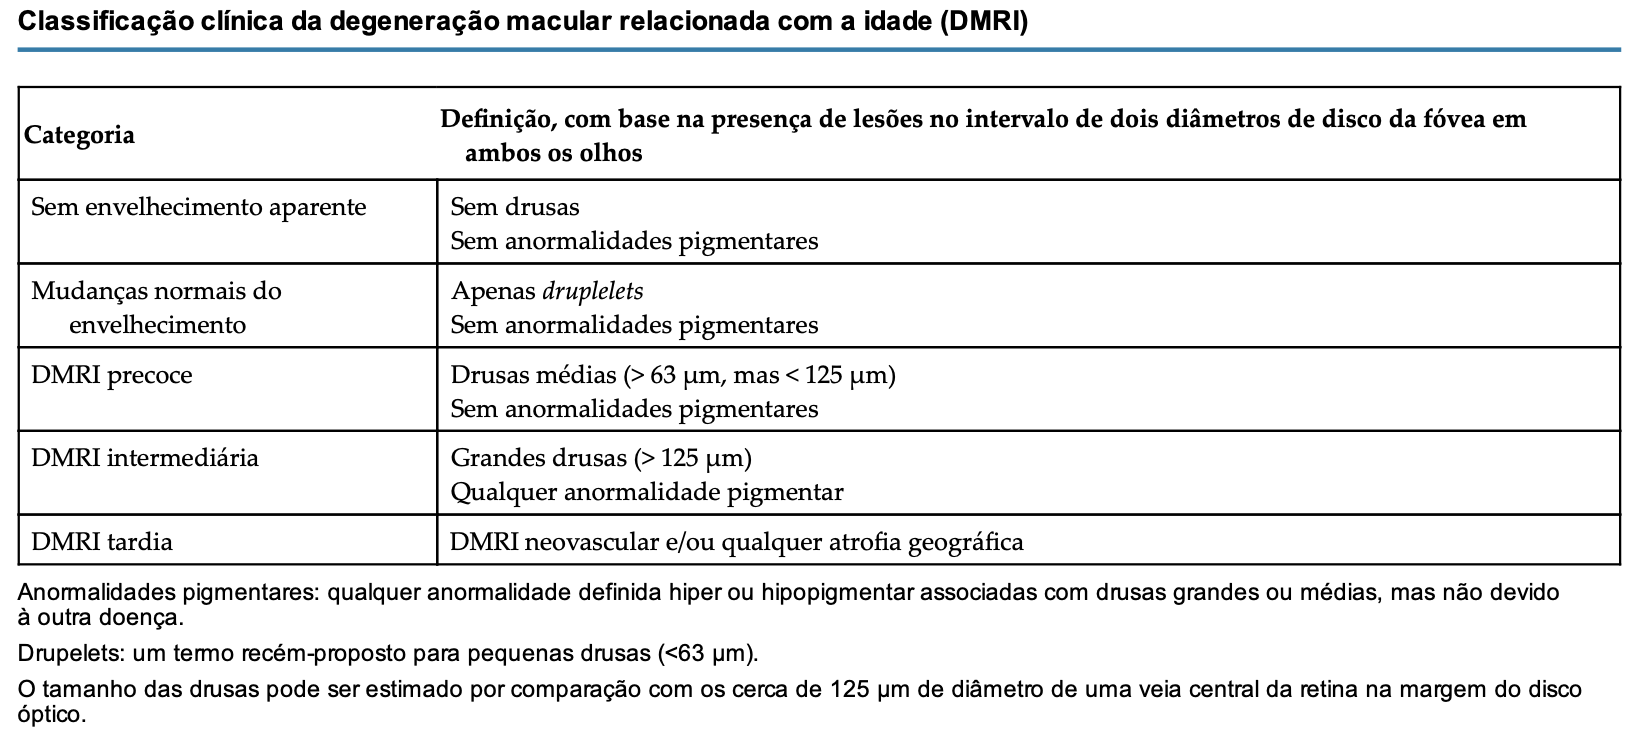 Classificação clínica da degeneração macular relacionada com a idade (DMRI)
Categoria
Definição, com base na presença de lesões no intervalo de dois diâmetros de disco da fóvea em
ambos os olhos
Sem envelhecimento aparente
Sem drusas
Sem anormalidades pigmentares
Mudanças normais do
envelhecimento
Apenas druplelets
Sem anormalidades pigmentares
DMRI precoce
Drusas médias (> 63 µm, mas < 125 µm)
Sem anormalidades pigmentares
DMRI intermediária
Grandes drusas (> 125 µm)
Qualquer anormalidade pigmentar
DMRI tardia
DMRI neovascular e/ou qualquer atrofia geográfica
Anormalidades pigmentares: qualquer anormalidade definida hiper ou hipopigmentar associadas com drusas grandes ou médias, mas não devido
à outra doença.
Drupelets: um termo recém-proposto para pequenas drusas (<63 µm).
O tamanho das drusas pode ser estimado por comparação com os cerca de 125 µm de diâmetro de uma veia central da retina na margem do disco
óptico.